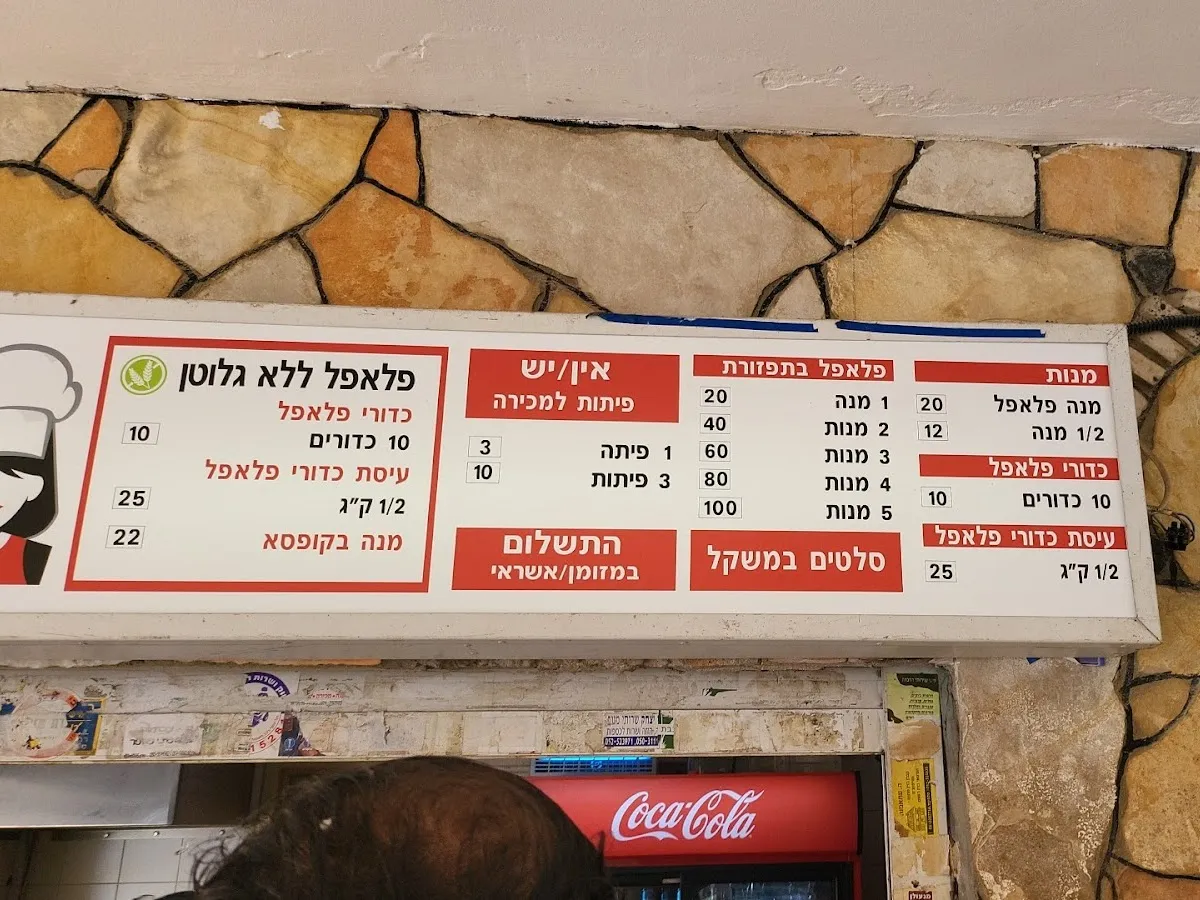 מנות
מנה פלאפל 20
1/2 מנה 12
כדורי פלאפל
10 כדורים 10
עיסת כדורי פלאפל
1/2 ק"ג 25
פלאפל בתפזורת
1 מנה 20
2 מנות 40
3 מנות 60
4 מנות 80
5 מנות 100
סלטים במשקל
אין/יש
פיתות למכירה
1 פיתה 3
3 פיתות 10
התשלום
במזומן/אשראי
פלאפל ללא גלוטן
כדורי פלאפל
10 כדורים 10
עיסת כדורי פלאפל
1/2 ק"ג 25
מנה בקופסא 22
Coca-Cola